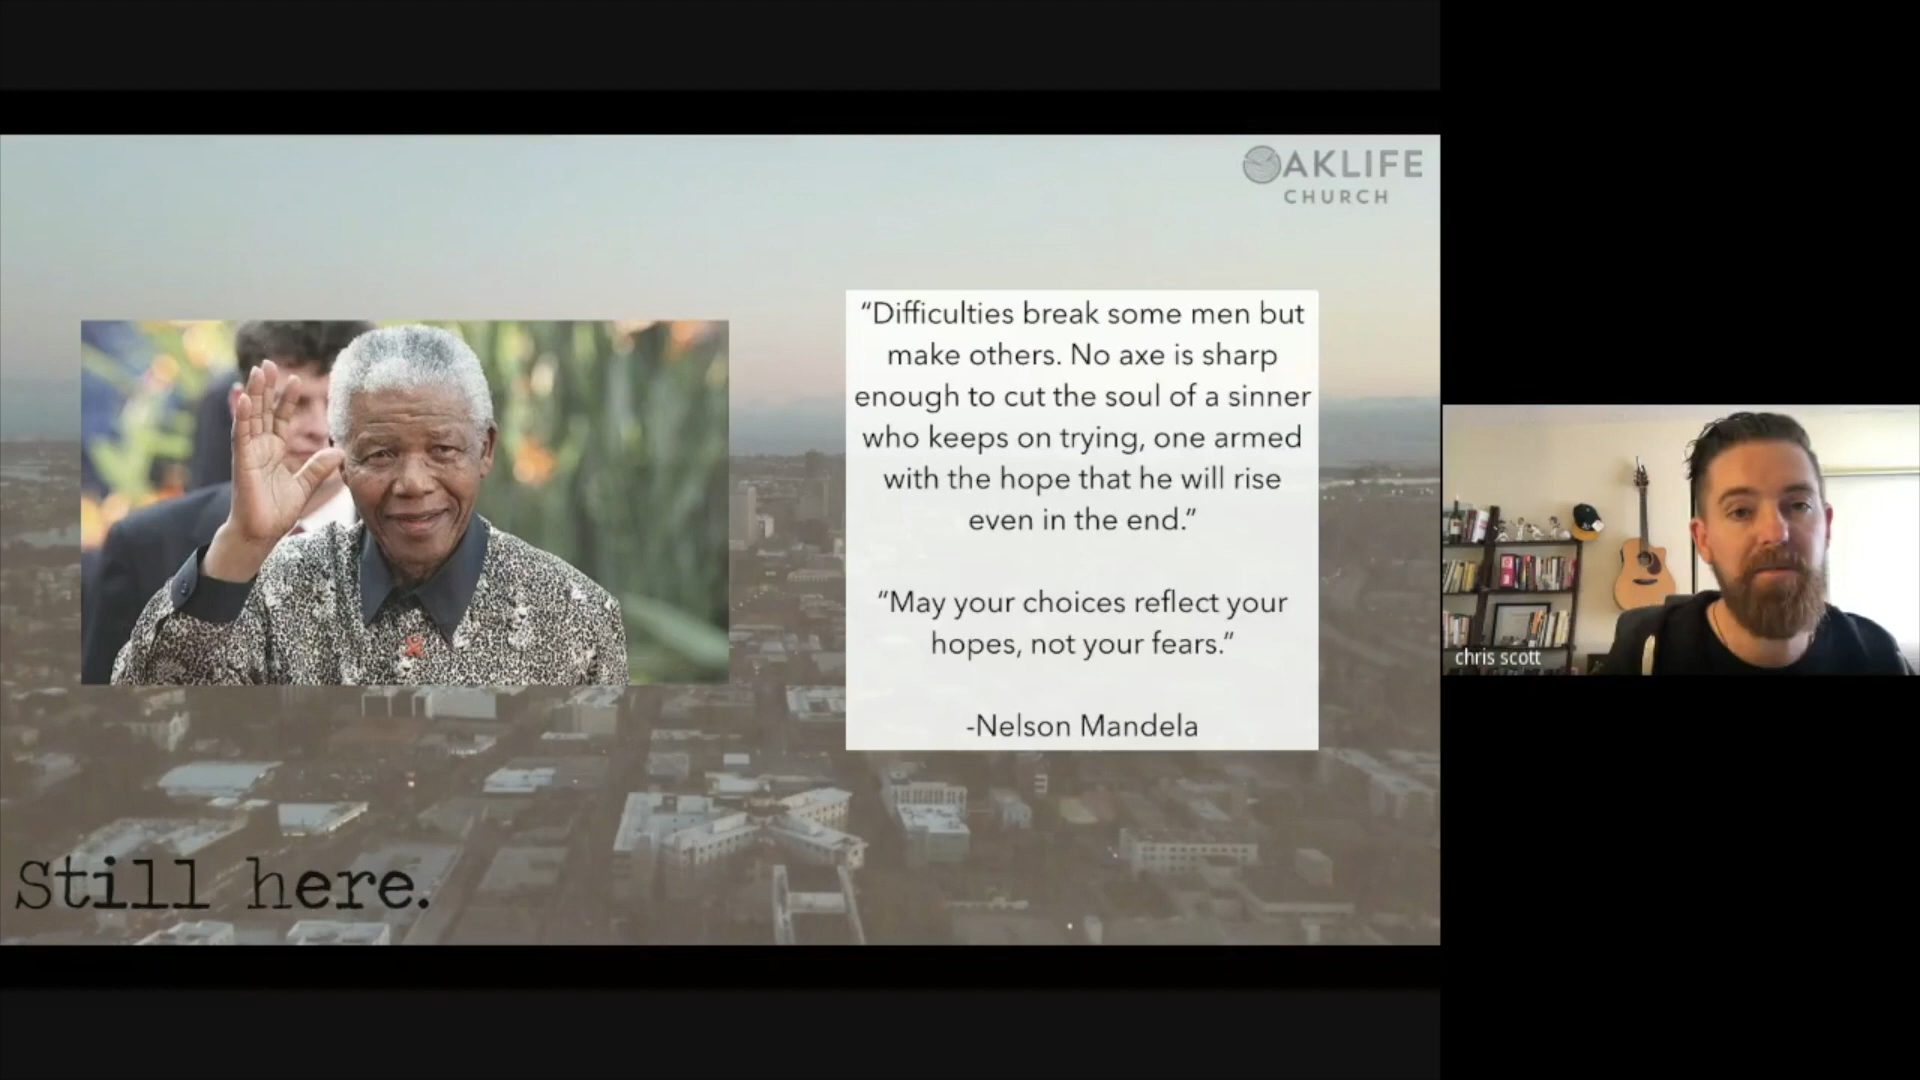 OAKLIFE
CHURCH
“Difficulties break some men but
make others. No axe is sharp
enough to cut the soul of a sinner
who keeps on trying, one armed
with the hope that he will rise
even in the end.”
“May your choices reflect your
hopes, not your fears.”
-Nelson Mandela
chris scott
Still here.